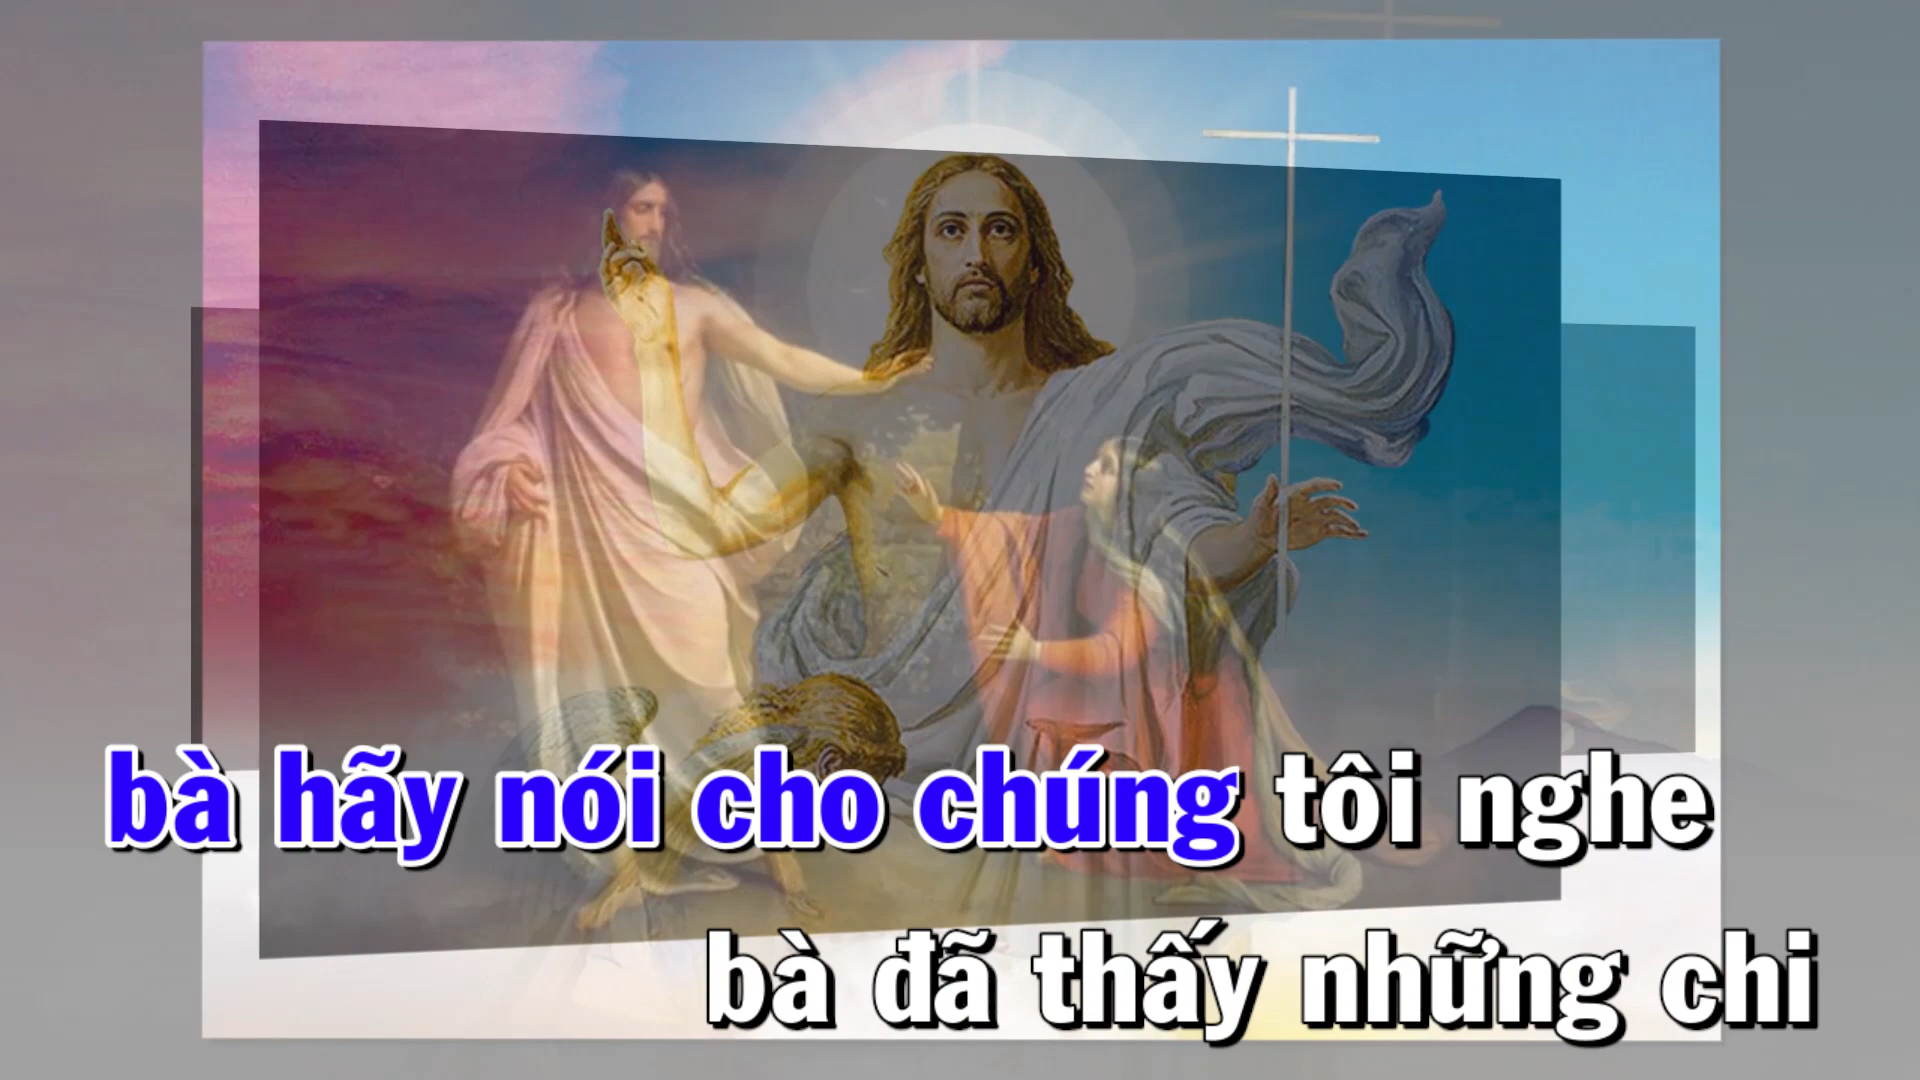 bà hãy nói cho chúng tôi nghe
bà đã thấy những chi